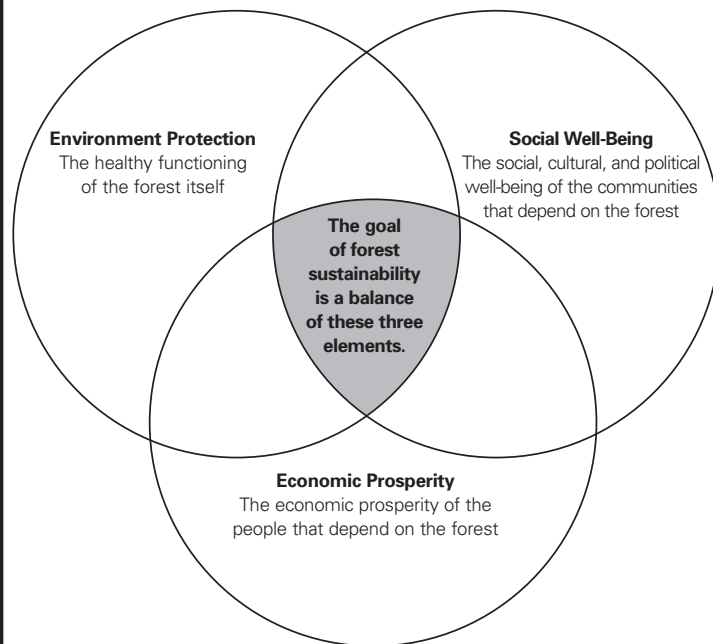 Environment Protection
The healthy functioning
of the forest itself
Social Well-Being
The social, cultural, and political
well-being of the communities
that depend on the forest
The goal
of forest
sustainability
is a balance
of these three
elements.
Economic Prosperity
The economic prosperity of the
people that depend on the forest